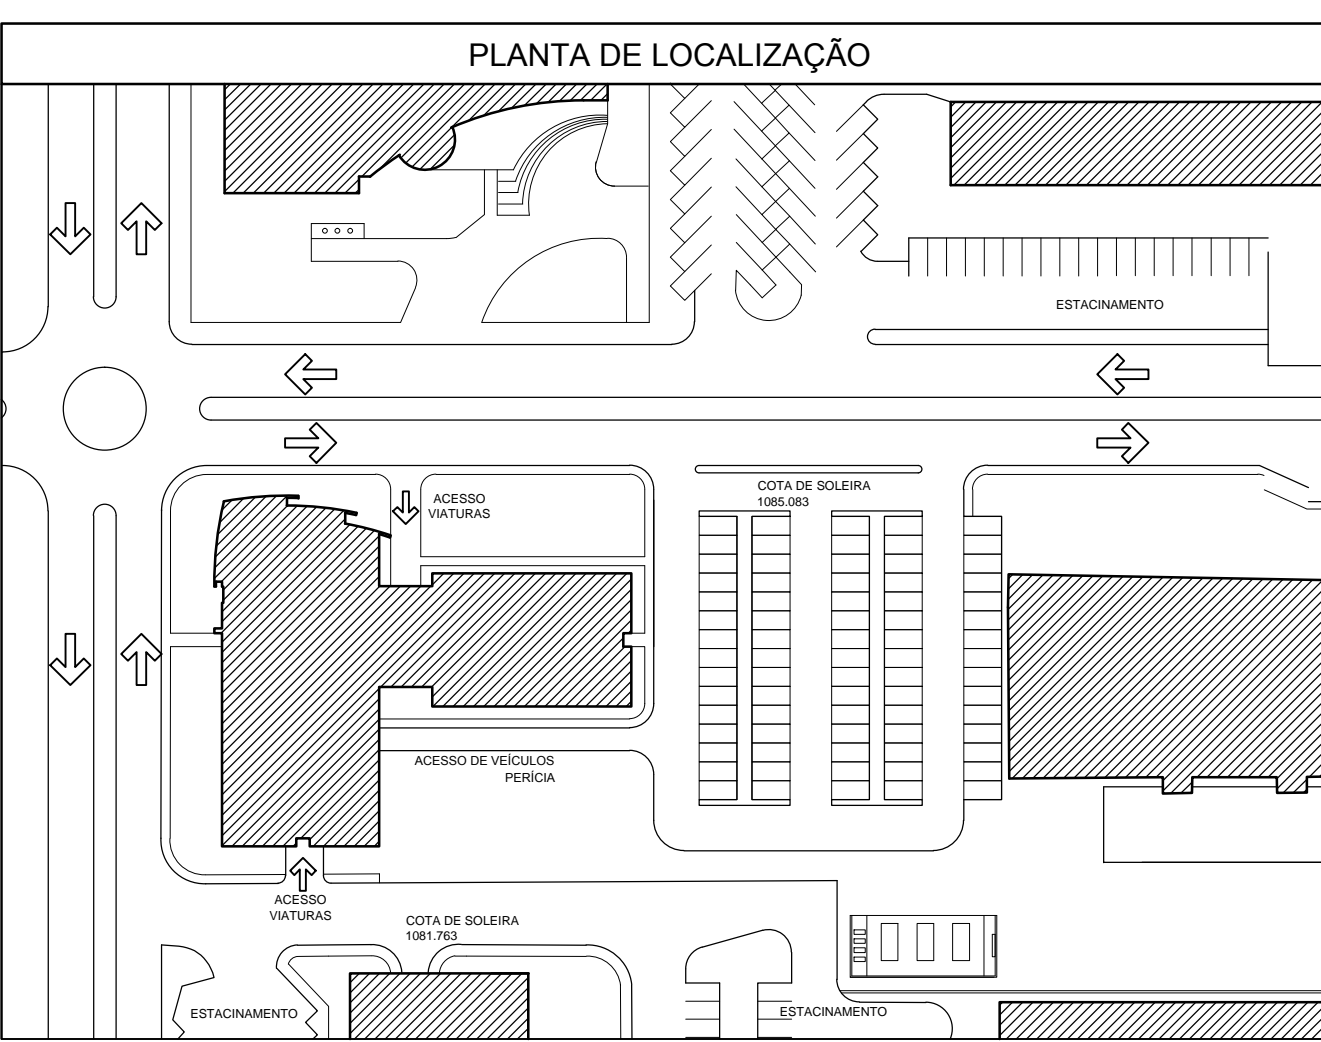 PLANTA DE LOCALIZAÇÃO
ESTACINAMENTO
COTA DE SOLEIRA
1085.083
ACESSO
VIATURAS
ACESSO DE VEÍCULOS
PERÍCIA
ACESSO
VIATURAS
COTA DE SOLEIRA
1081.763
ESTACINAMENTO
ESTACINAMENTO